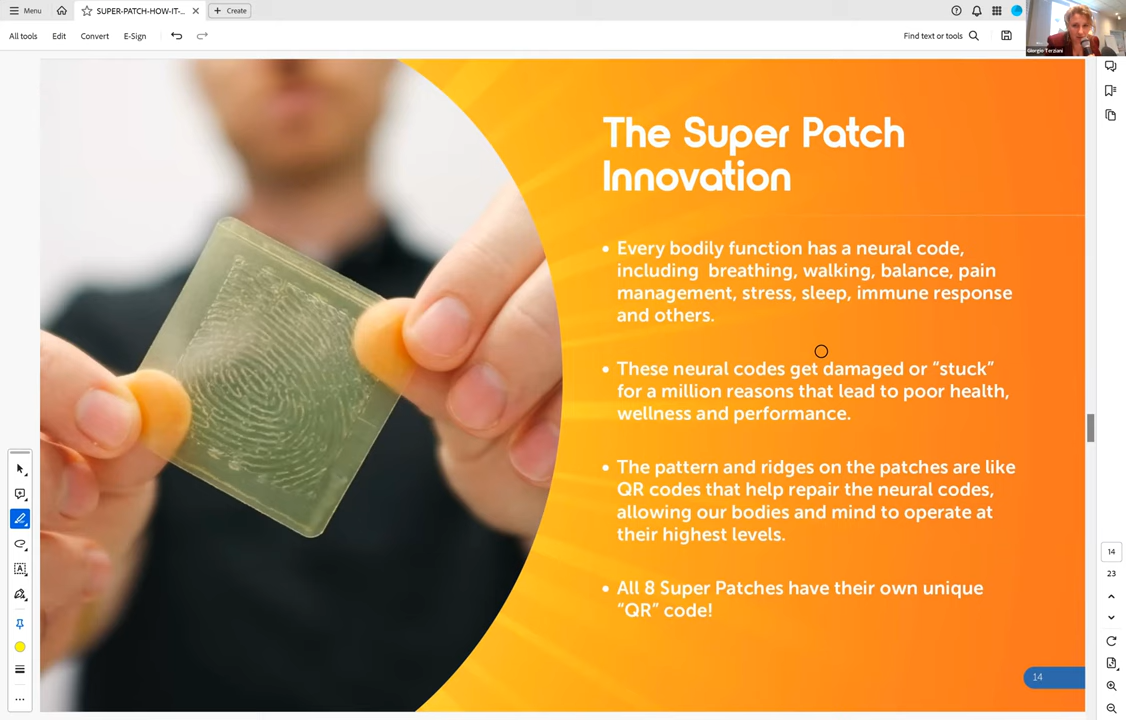 Menu
SUPER-PATCH-HOW-IT-...
Create
All tools
Edit
Convert
E-Sign
Find text or tools
Giorgio Terziani
The Super Patch
Innovation
• Every bodily function has a neural code,
including breathing, walking, balance, pain
management, stress, sleep, immune response
and others.
• These neural codes get damaged or “stuck”
for a million reasons that lead to poor health,
wellness and performance.
• The pattern and ridges on the patches are like
QR codes that help repair the neural codes,
allowing our bodies and mind to operate at
their highest levels.
• All 8 Super Patches have their own unique
“QR” code!
14
14
23